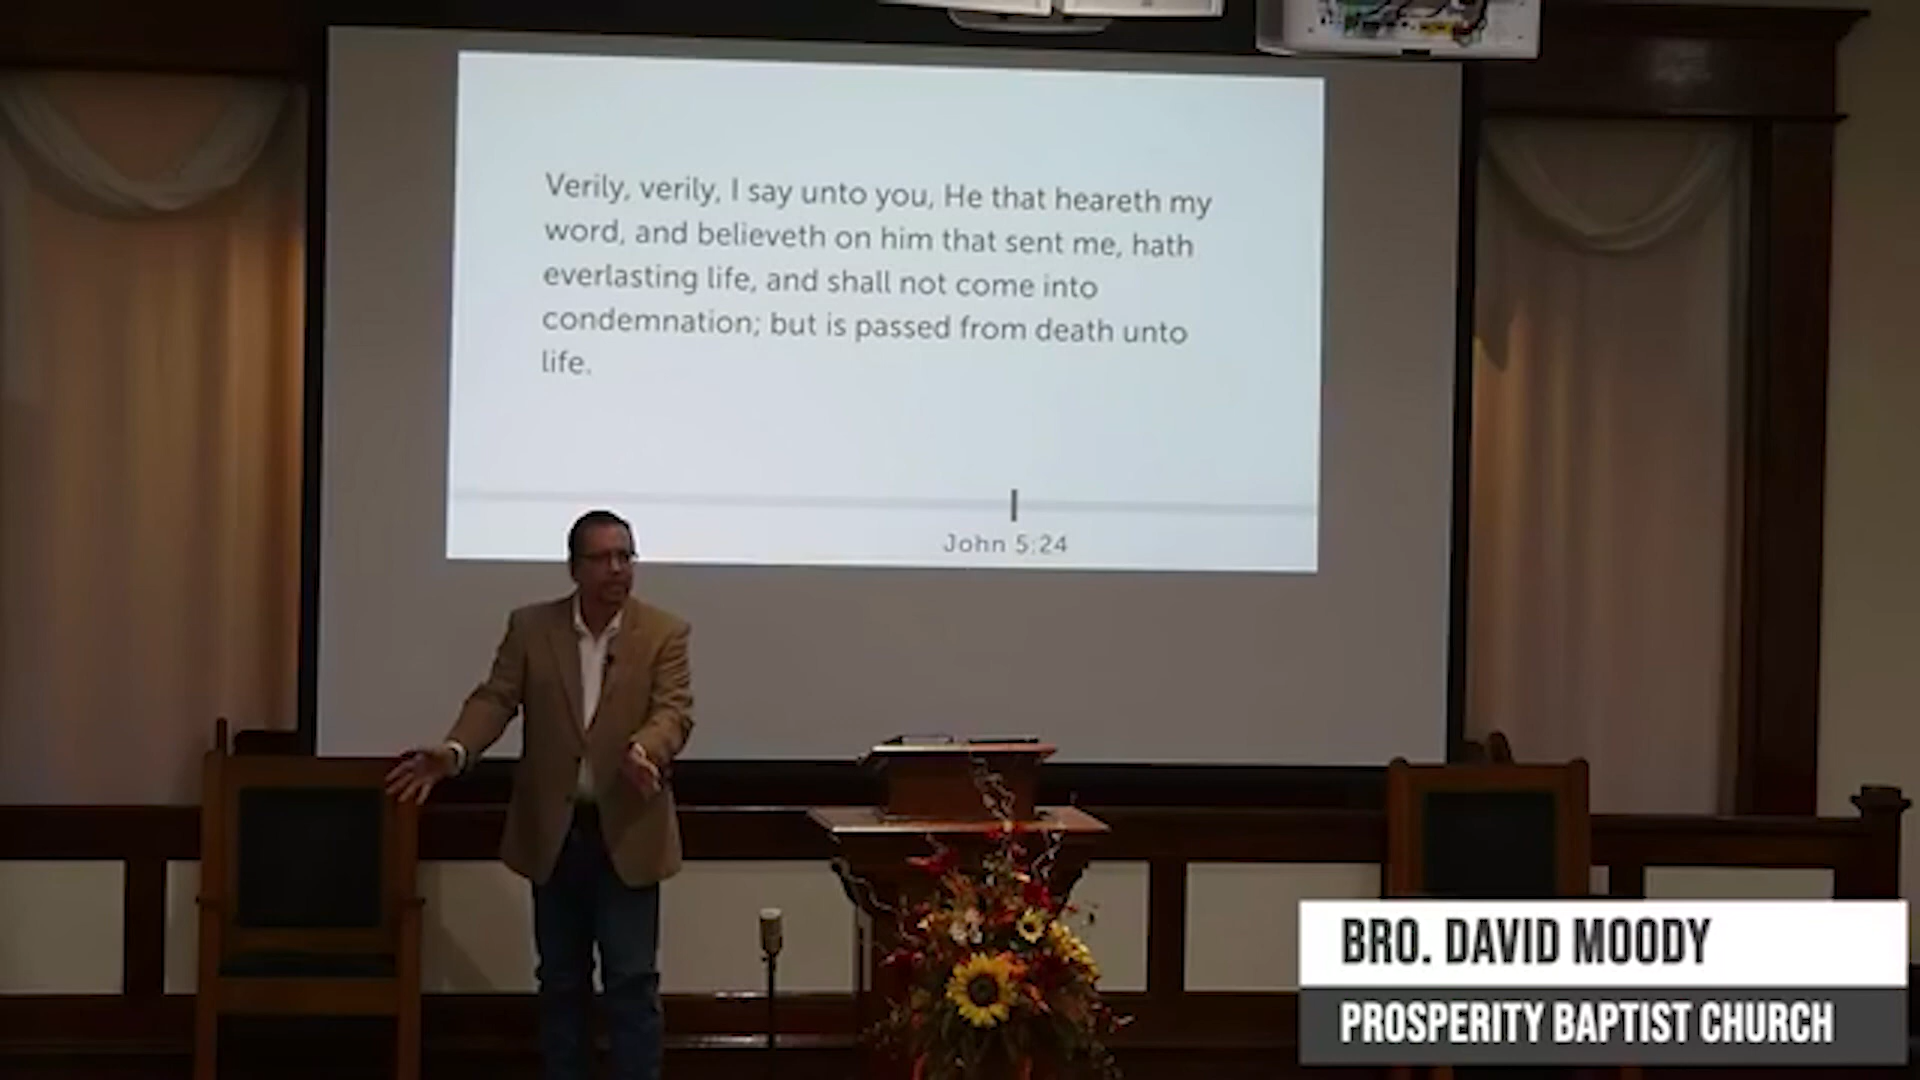 Verily, verily, I say unto you, He that heareth my
word, and believeth on him that sent me, hath
everlasting life, and shall not come into
condemnation; but is passed from death unto
life.
John 5:24
BRO. DAVID MOODY
PROSPERITY BAPTIST CHURCH